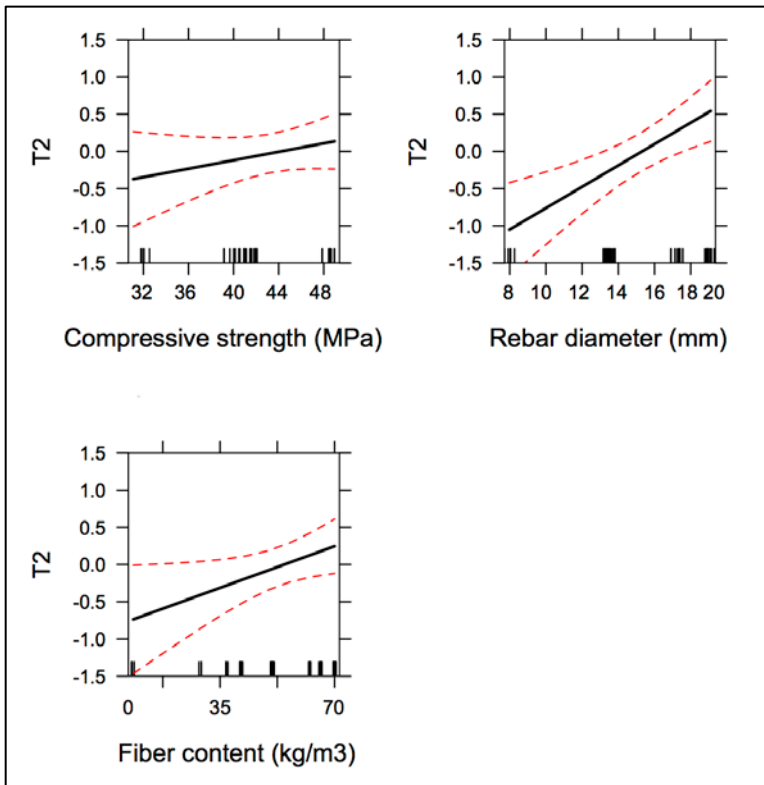 1.5
1.0
0.5
0.0
-0.5
-1.0
-1.5
T2
32 36 40 44 48
Compressive strength (MPa)
1.5
1.0
0.5
0.0
-0.5
-1.0
-1.5
T2
8 10 12 14 16 18 20
Rebar diameter (mm)
1.5
1.0
0.5
0.0
-0.5
-1.0
-1.5
T2
0 35 70
Fiber content (kg/m3)